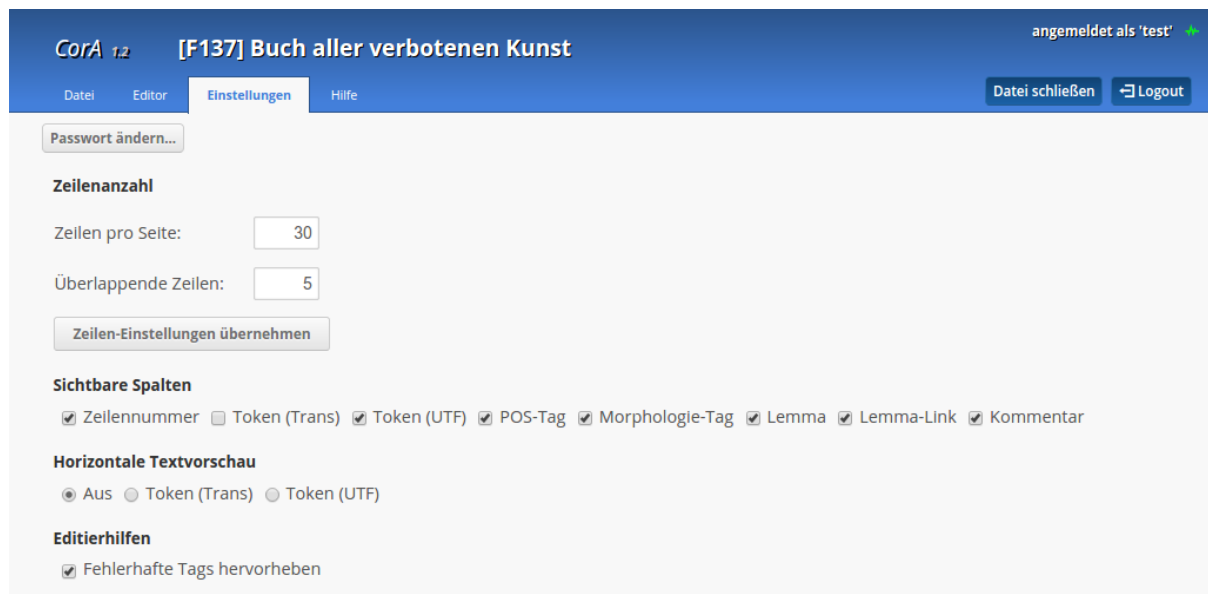 angemeldet als 'test'
CorA 1.2 [F137] Buch aller verbotenen Kunst
Datei Editor Einstellungen Hilfe Datei schließen Logout
Passwort ändern...
Zeilenanzahl
Zeilen pro Seite: 30
Überlappende Zeilen: 5
Zeilen-Einstellungen übernehmen
Sichtbare Spalten
Zeilennummer Token (Trans) Token (UTF) POS-Tag Morphologie-Tag Lemma Lemma-Link Kommentar
Horizontale Textvorschau
Aus Token (Trans) Token (UTF)
Editierhilfen
Fehlerhafte Tags hervorheben